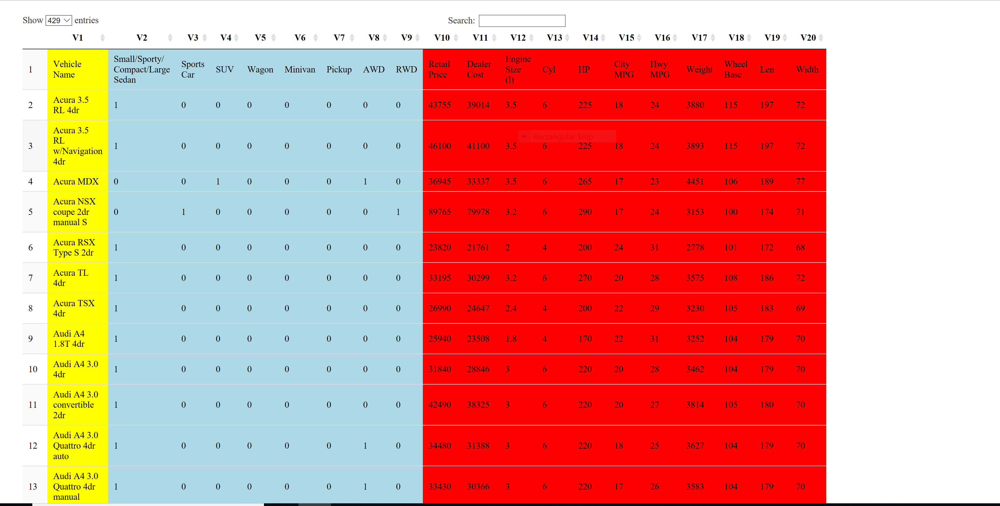 Show 429 entries Search:
V1 V2 V3 V4 V5 V6 V7 V8 V9 V10 V11 V12 V13 V14 V15 V16 V17 V18 V19 V20
1 Vehicle Name Small/Sporty/ Compact/Large Sedan Sports Car SUV Wagon Minivan Pickup AWD RWD Retail Price Dealer Cost Engine Size (l) Cyl HP City MPG Hwy MPG Weight Wheel Base Len Width
2 Acura 3.5 RL 4dr 1 0 0 0 0 0 0 0 43755 39014 3.5 6 225 18 24 3880 115 197 72
Rectangular Snip
3 Acura 3.5 RL w/Navigation 4dr 1 0 0 0 0 0 0 0 46100 41100 3.5 6 225 18 24 3893 115 197 72
4 Acura MDX 0 0 1 0 0 0 1 0 36945 33337 3.5 6 265 17 23 4451 106 189 77
5 Acura NSX coupe 2dr manual S 0 1 0 0 0 0 0 1 89765 79978 3.2 6 290 17 24 3153 100 174 71
6 Acura RSX Type S 2dr 1 0 0 0 0 0 0 0 23820 21761 2 4 200 24 31 2778 101 172 68
7 Acura TL 4dr 1 0 0 0 0 0 0 0 33195 30299 3.2 6 270 20 28 3575 108 186 72
8 Acura TSX 4dr 1 0 0 0 0 0 0 0 26990 24647 2.4 4 200 22 29 3230 105 183 69
9 Audi A4 1.8T 4dr 1 0 0 0 0 0 0 0 25940 23508 1.8 4 170 22 31 3252 104 179 70
10 Audi A4 3.0 4dr 1 0 0 0 0 0 0 0 31840 28846 3 6 220 20 28 3462 104 179 70
11 Audi A4 3.0 convertible 2dr 1 0 0 0 0 0 0 0 42490 38325 3 6 220 20 27 3814 105 180 70
12 Audi A4 3.0 Quattro 4dr auto 1 0 0 0 0 0 1 0 34480 31388 3 6 220 18 25 3627 104 179 70
13 Audi A4 3.0 Quattro 4dr manual 1 0 0 0 0 0 1 0 33430 30366 3 6 220 17 26 3583 104 179 70